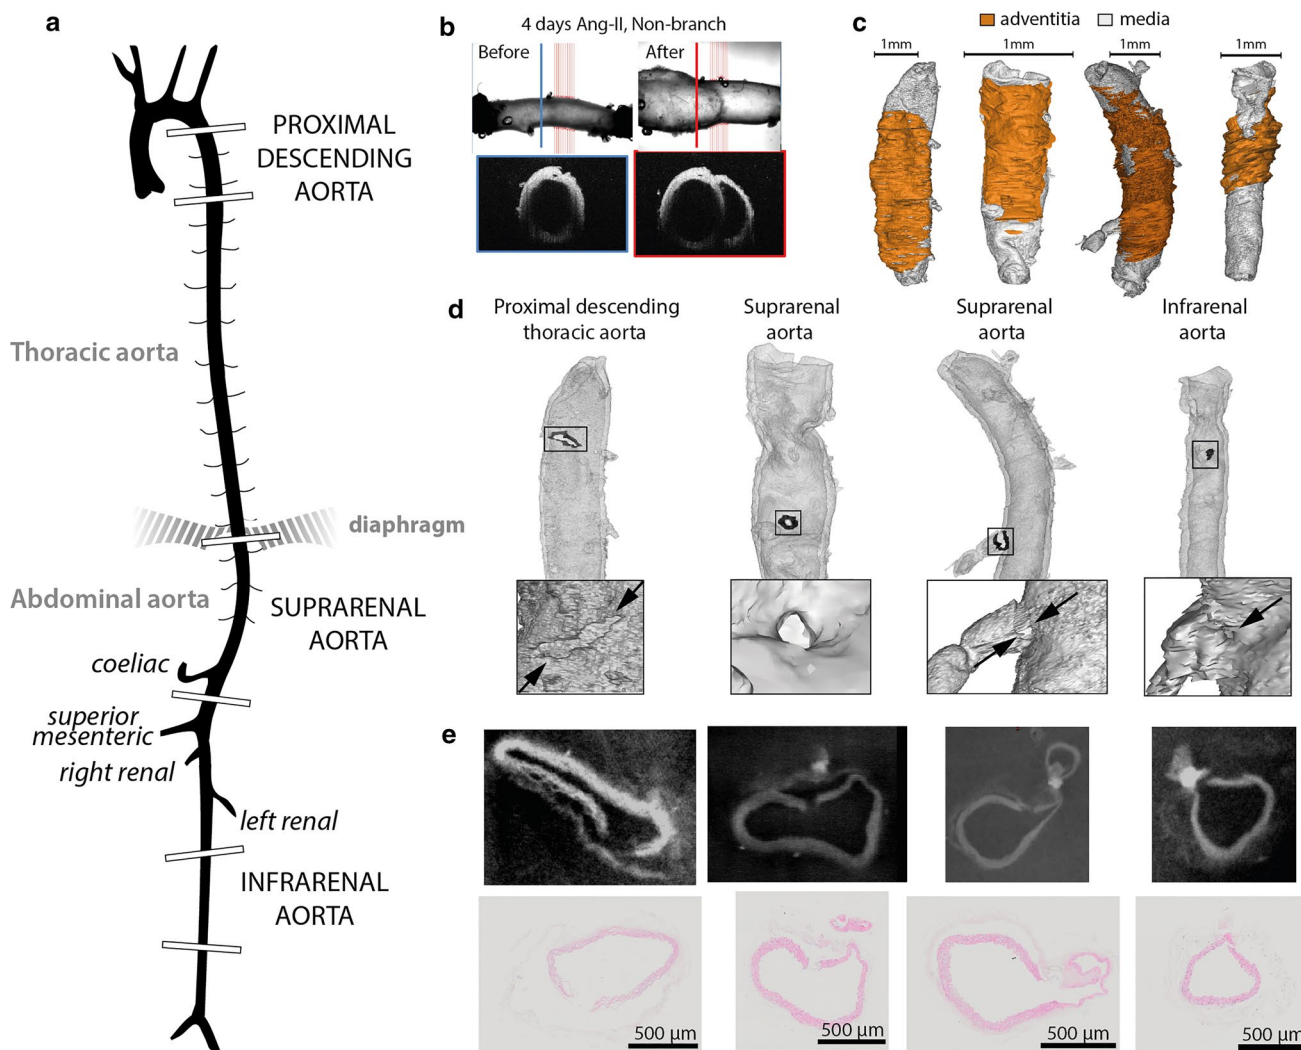 a
PROXIMAL
DESCENDING
AORTA
Thoracic aorta
diaphragm
Abdominal aorta
SUPRARENAL
AORTA
coeliac
superior
mesenteric
right renal
left renal
INFRARENAL
AORTA
b
4 days Ang-II, Non-branch
Before
After
c
adventitia
media
1mm
1mm
1mm
1mm
d
Proximal descending
thoracic aorta
Suprarenal
aorta
Suprarenal
aorta
Infrarenal
aorta
e
500 µm
500 µm
500 µm
500 µm